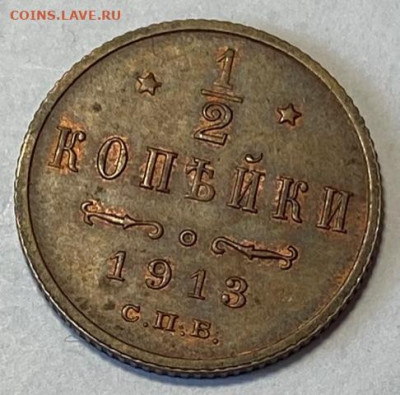 COINS.LAVE.RU
1/2
КОПѢЙКИ
1913
С.П.Б.